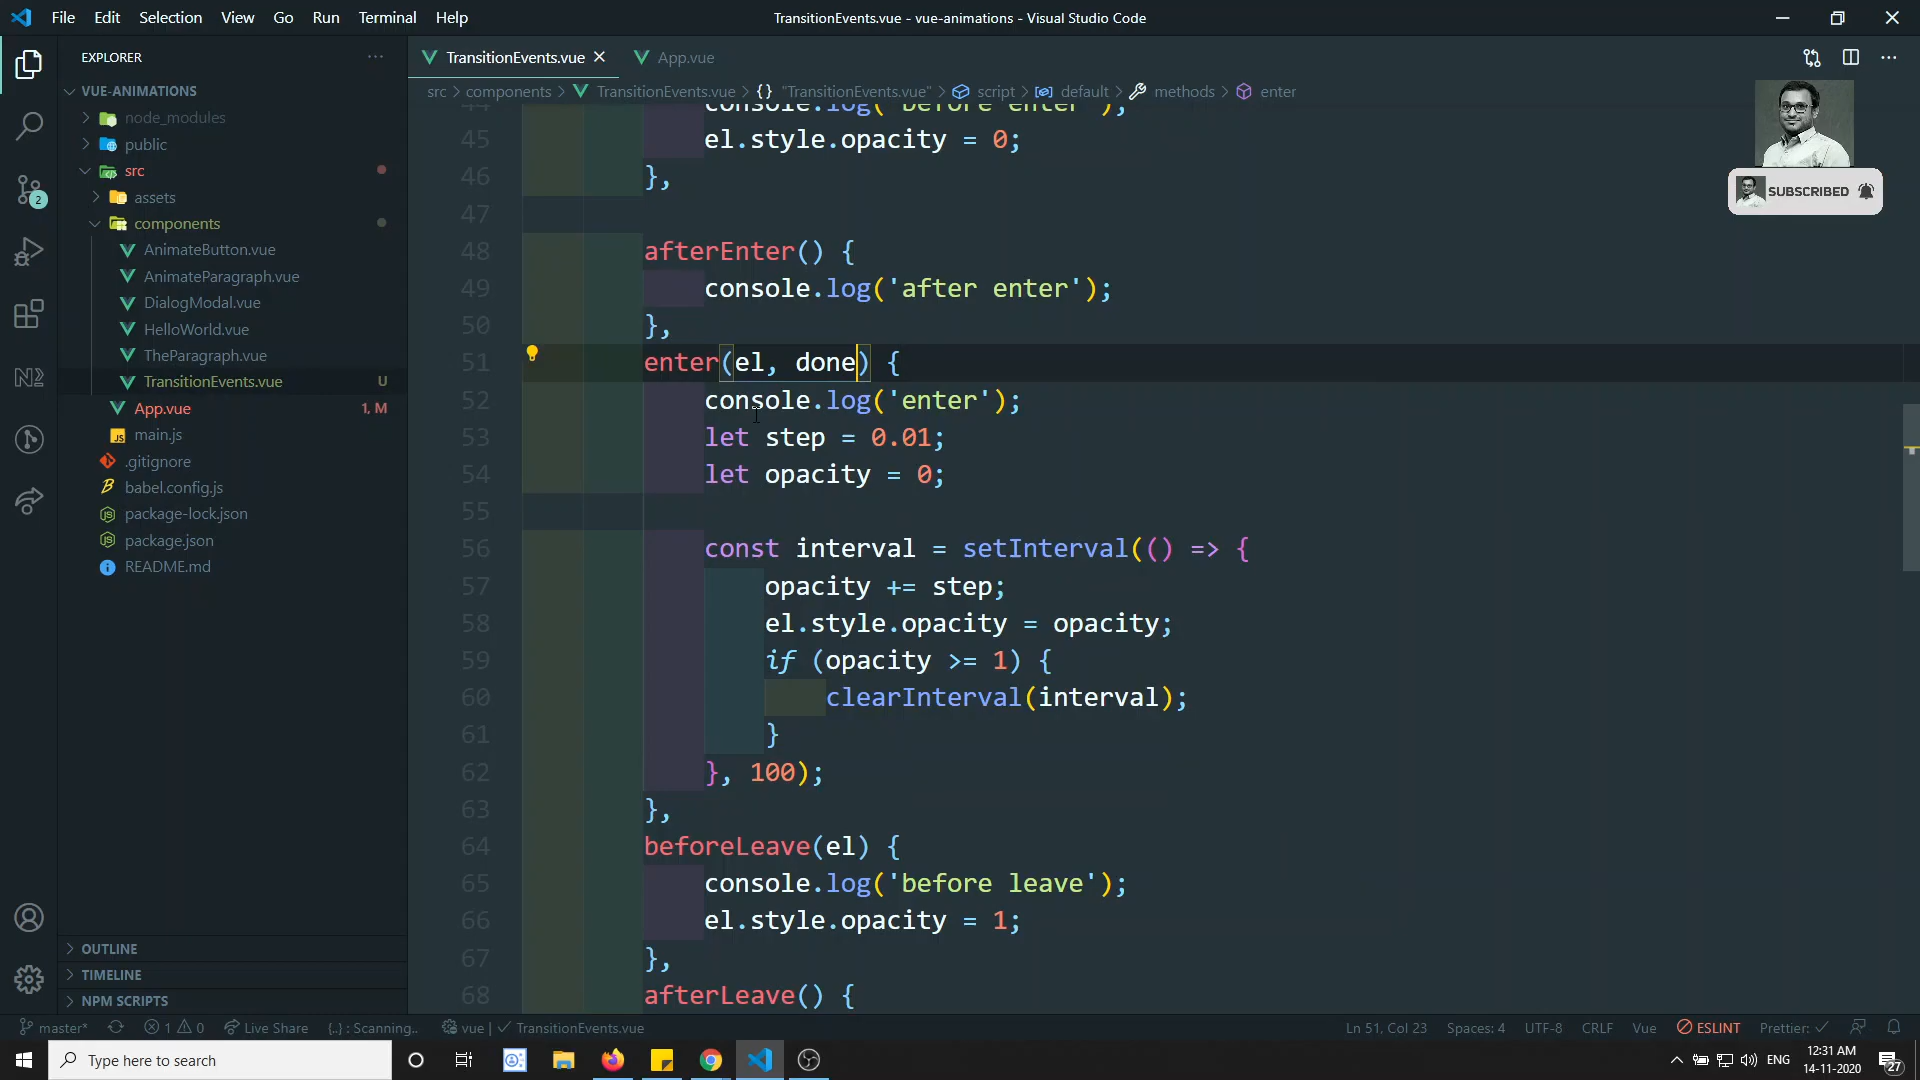 File Edit Selection View Go Run Terminal Help
TransitionEvents.vue - vue-animations - Visual Studio Code
EXPLORER
TransitionEvents.vue
App.vue
SUBSCRIBED
VUE-ANIMATIONS
node_modules
public
src
assets
components
AnimateButton.vue
AnimateParagraph.vue
DialogModal.vue
HelloWorld.vue
TheParagraph.vue
TransitionEvents.vue U
App.vue 1, M
main.js
.gitignore
babel.config.js
package-lock.json
package.json
README.md
OUTLINE
TIMELINE
NPM SCRIPTS
2
src > components > TransitionEvents.vue > {} "TransitionEvents.vue" > script > default > methods > enter
44 console.log('before enter');
45 el.style.opacity = 0;
46 },
47
48 afterEnter() {
49 console.log('after enter');
50 },
51 enter(el, done) {
52 console.log('enter');
53 let step = 0.01;
54 let opacity = 0;
55
56 const interval = setInterval(() => {
57 opacity += step;
58 el.style.opacity = opacity;
59 if (opacity >= 1) {
60 clearInterval(interval);
61 }
62 }, 100);
63 },
64 beforeLeave(el) {
65 console.log('before leave');
66 el.style.opacity = 1;
67 },
68 afterLeave() {
master* 1 0 Live Share {..} : Scanning.. vue | TransitionEvents.vue Ln 51, Col 23 Spaces: 4 UTF-8 CRLF Vue ESLINT Prettier:
Type here to search
ENG
12:31 AM
14-11-2020
27